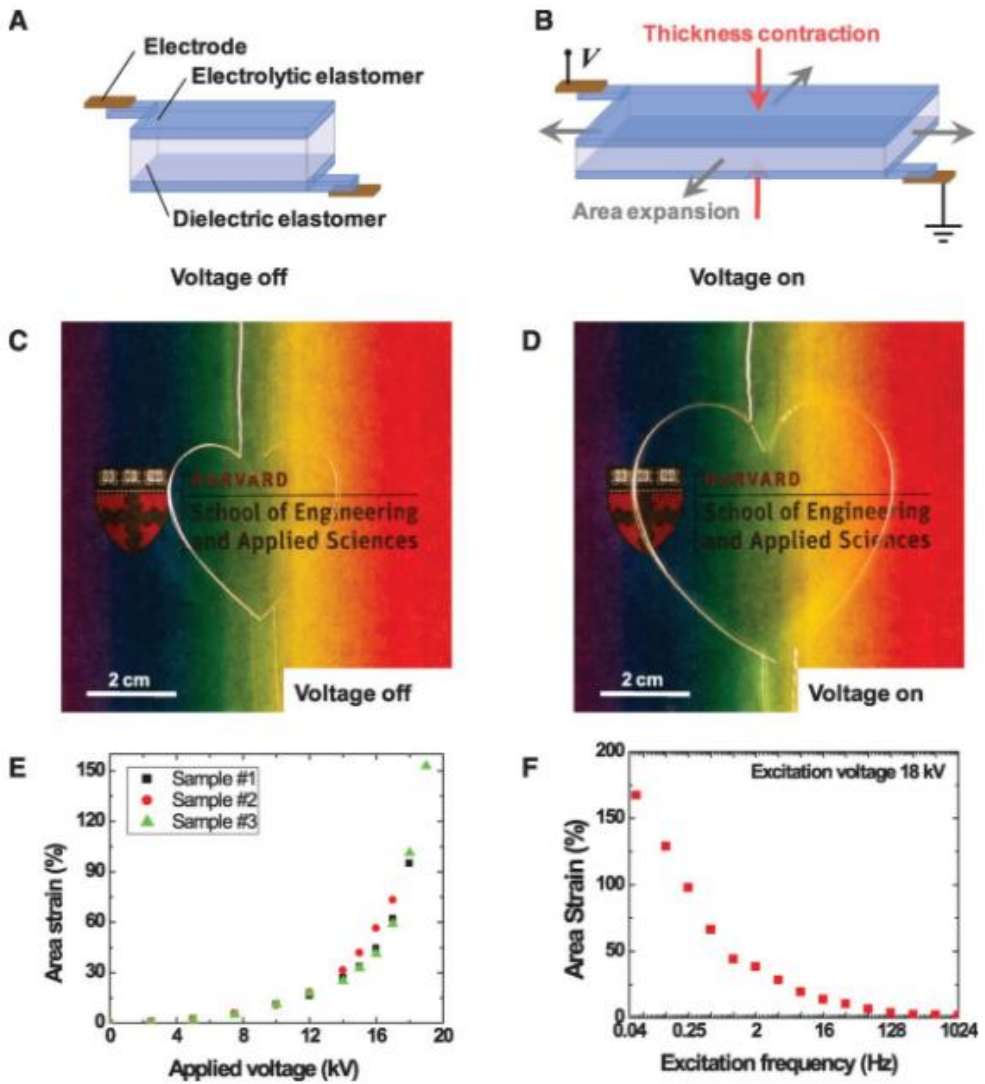 A
Electrode
Electrolytic elastomer
Dielectric elastomer
Voltage off
B
Thickness contraction
V
Area expansion
Voltage on
C
HARVARD
School of Engineering
and Applied Sciences
2 cm
Voltage off
D
HARVARD
School of Engineering
and Applied Sciences
2 cm
Voltage on
E
150
120
90
60
30
0
Area strain (%)
Sample #1
Sample #2
Sample #3
0 4 8 12 16 20
Applied voltage (kV)
F
200
150
100
50
0
Area Strain (%)
Excitation voltage 18 kV
0.04 0.25 2 16 128 1024
Excitation frequency (Hz)